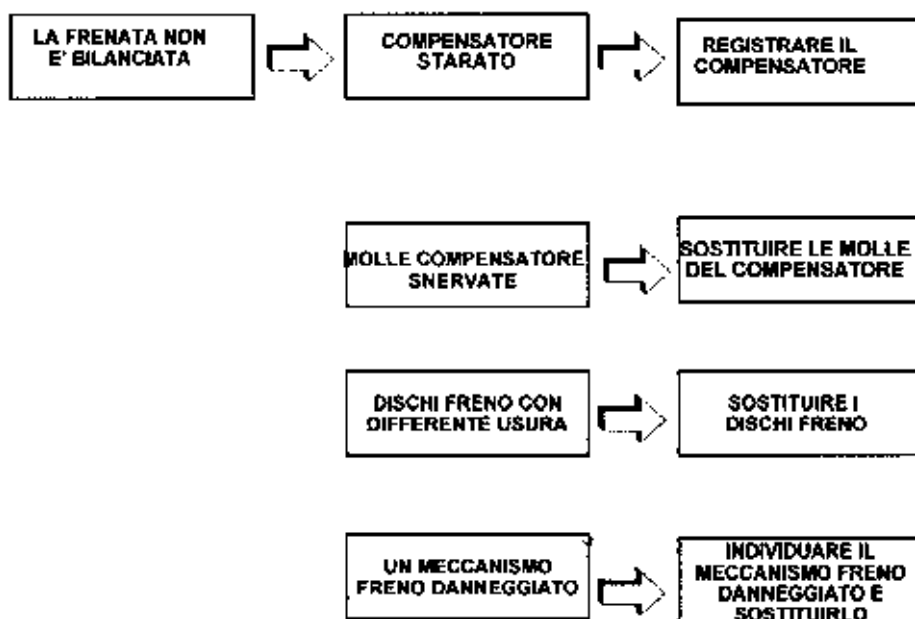 LA FRENATA NON
E' BILANCIATA
COMPENSATORE
STARATO
REGISTRARE IL
COMPENSATORE
MOLLE COMPENSATORE
SNERVATE
SOSTITUIRE LE MOLLE
DEL COMPENSATORE
DISCHI FRENO CON
DIFFERENTE USURA
SOSTITUIRE I
DISCHI FRENO
UN MECCANISMO
FRENO DANNEGGIATO
INDIVIDUARE IL
MECCANISMO FRENO
DANNEGGIATO E
SOSTITUIRLO